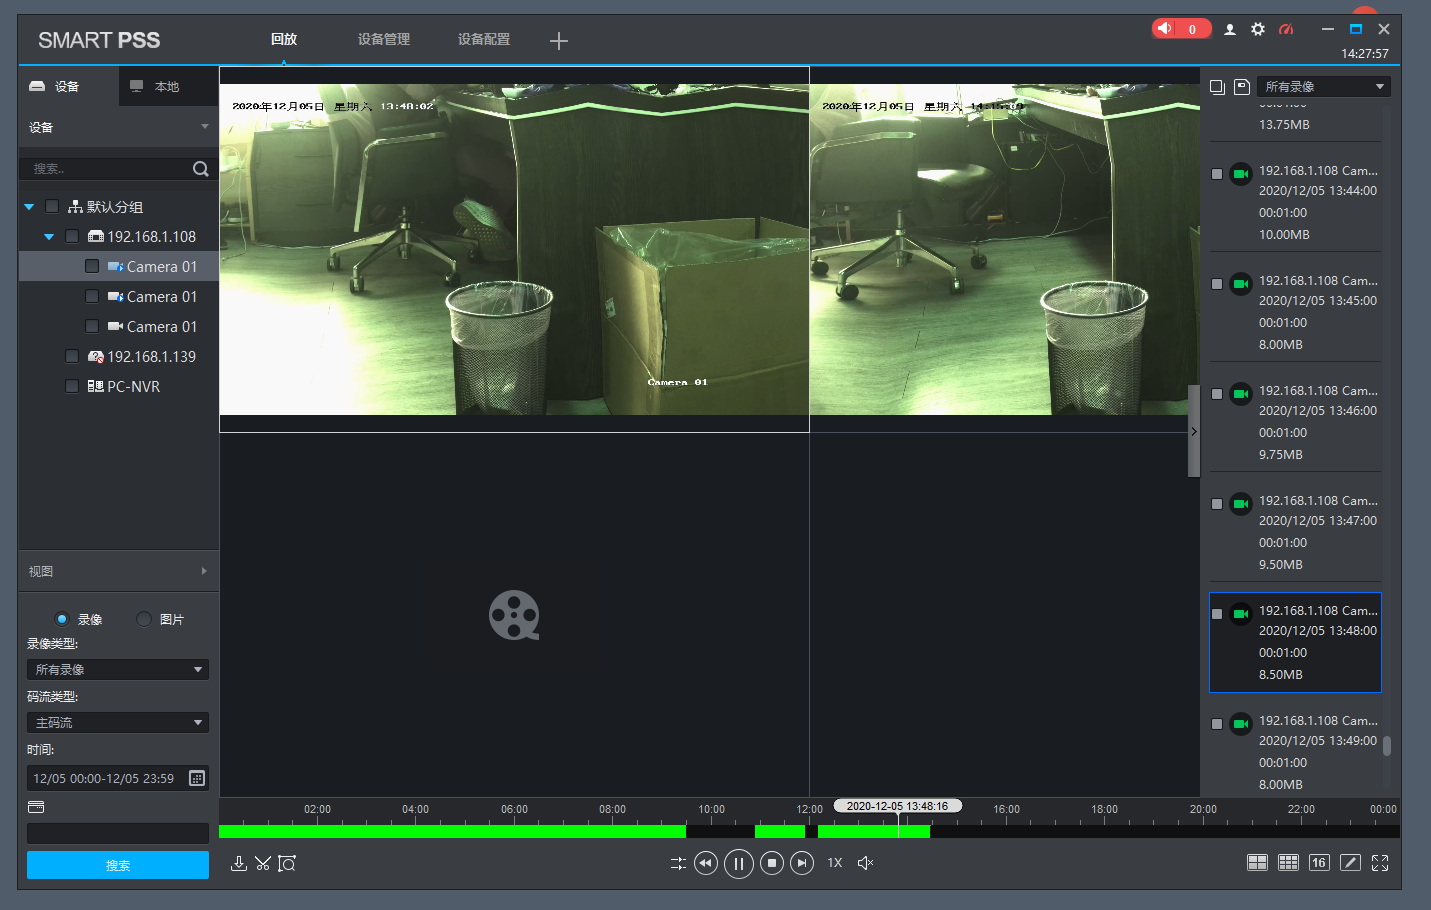 SMART PSS
回放
设备管理
设备配置
0
14:27:57
设备
本地
设备
搜索..
默认分组
192.168.1.108
Camera 01
Camera 01
Camera 01
192.168.1.139
PC-NVR
视图
录像
图片
录像类型:
所有录像
码流类型:
主码流
时间:
12/05 00:00-12/05 23:59
搜索
2020年12月05日 星期六 13:48:02
Camera 01
2020年12月05日 星期六
所有录像
13.75MB
192.168.1.108 Cam...
2020/12/05 13:44:00
00:01:00
10.00MB
192.168.1.108 Cam...
2020/12/05 13:45:00
00:01:00
8.00MB
192.168.1.108 Cam...
2020/12/05 13:46:00
00:01:00
9.75MB
192.168.1.108 Cam...
2020/12/05 13:47:00
00:01:00
9.50MB
192.168.1.108 Cam...
2020/12/05 13:48:00
00:01:00
8.50MB
192.168.1.108 Cam...
2020/12/05 13:49:00
00:01:00
8.00MB
02:00 04:00 06:00 08:00 10:00 12:00 2020-12-05 13:48:16 16:00 18:00 20:00 22:00 00:00
1X
16